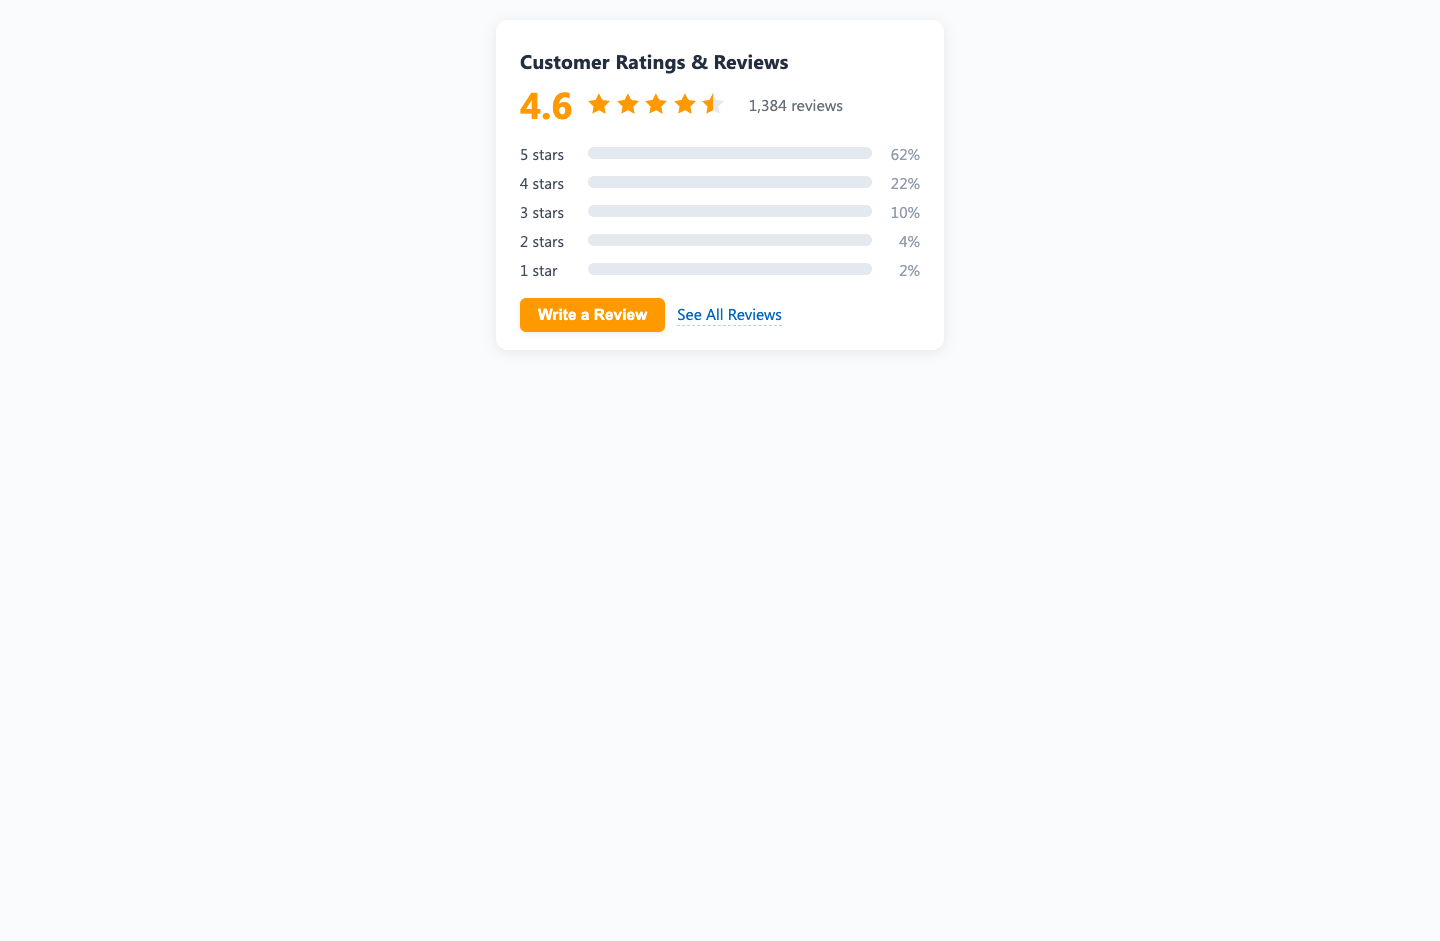 Customer Ratings & Reviews
4.6 1,384 reviews
5 stars 62%
4 stars 22%
3 stars 10%
2 stars 4%
1 star 2%
Write a Review See All Reviews